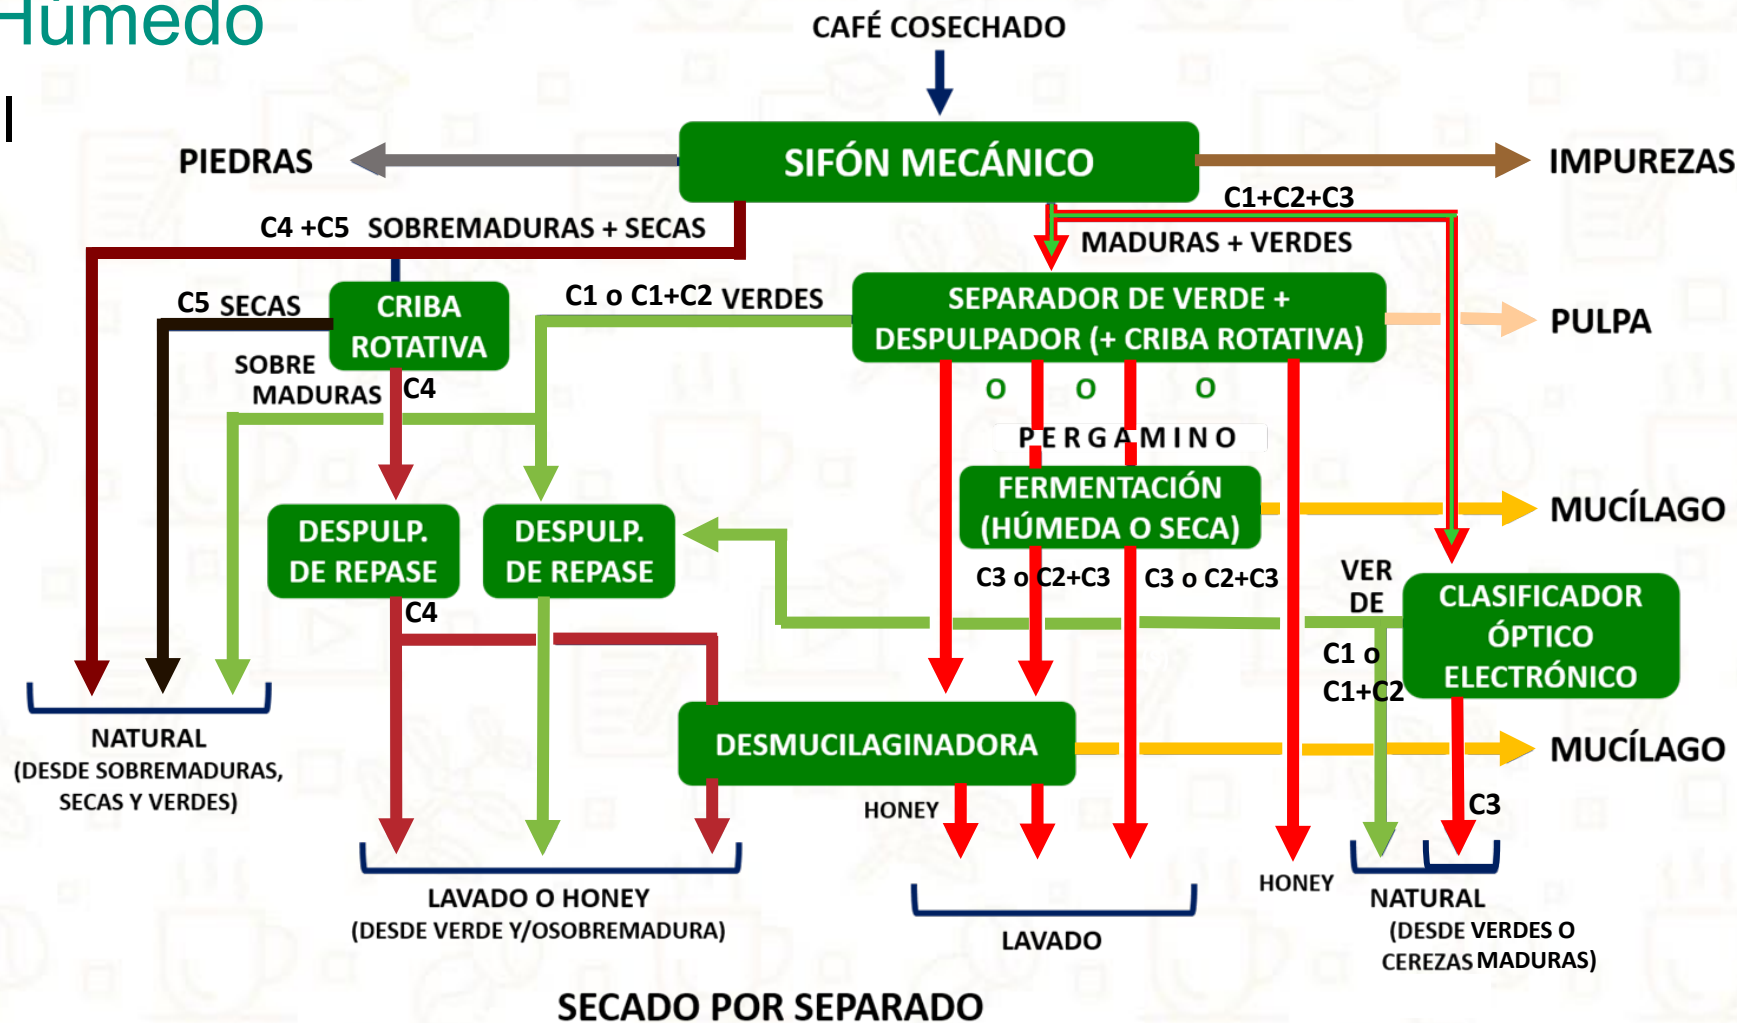 Húmedo
l
CAFÉ COSECHADO
PIEDRAS
SIFÓN MECÁNICO
IMPUREZAS
C1+C2+C3
C4 +C5 SOBREMADURAS + SECAS
MADURAS + VERDES
C5 SECAS
CRIBA
ROTATIVA
C1 o C1+C2 VERDES
SEPARADOR DE VERDE +
DESPULPADOR (+ CRIBA ROTATIVA)
PULPA
SOBRE
MADURAS
C4
O
O
O
PERGAMINO
FERMENTACIÓN
(HÚMEDA O SECA)
MUCÍLAGO
DESPULP.
DE REPASE
DESPULP.
DE REPASE
C3 o C2+C3
C3 o C2+C3
VER
DE
CLASIFICADOR
ÓPTICO
ELECTRÓNICO
C4
C1 o
C1+C2
DESMUCILAGINADORA
MUCÍLAGO
NATURAL
(DESDE SOBREMADURAS,
SECAS Y VERDES)
HONEY
C3
LAVADO O HONEY
(DESDE VERDE Y/OSOBREMADURA)
LAVADO
HONEY
NATURAL
(DESDE VERDES O
CEREZAS MADURAS)
SECADO POR SEPARADO